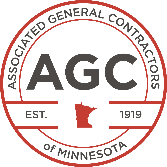 ASSOCIATED GENERAL CONTRACTORS
AGC
EST. 1919
of MINNESOTA